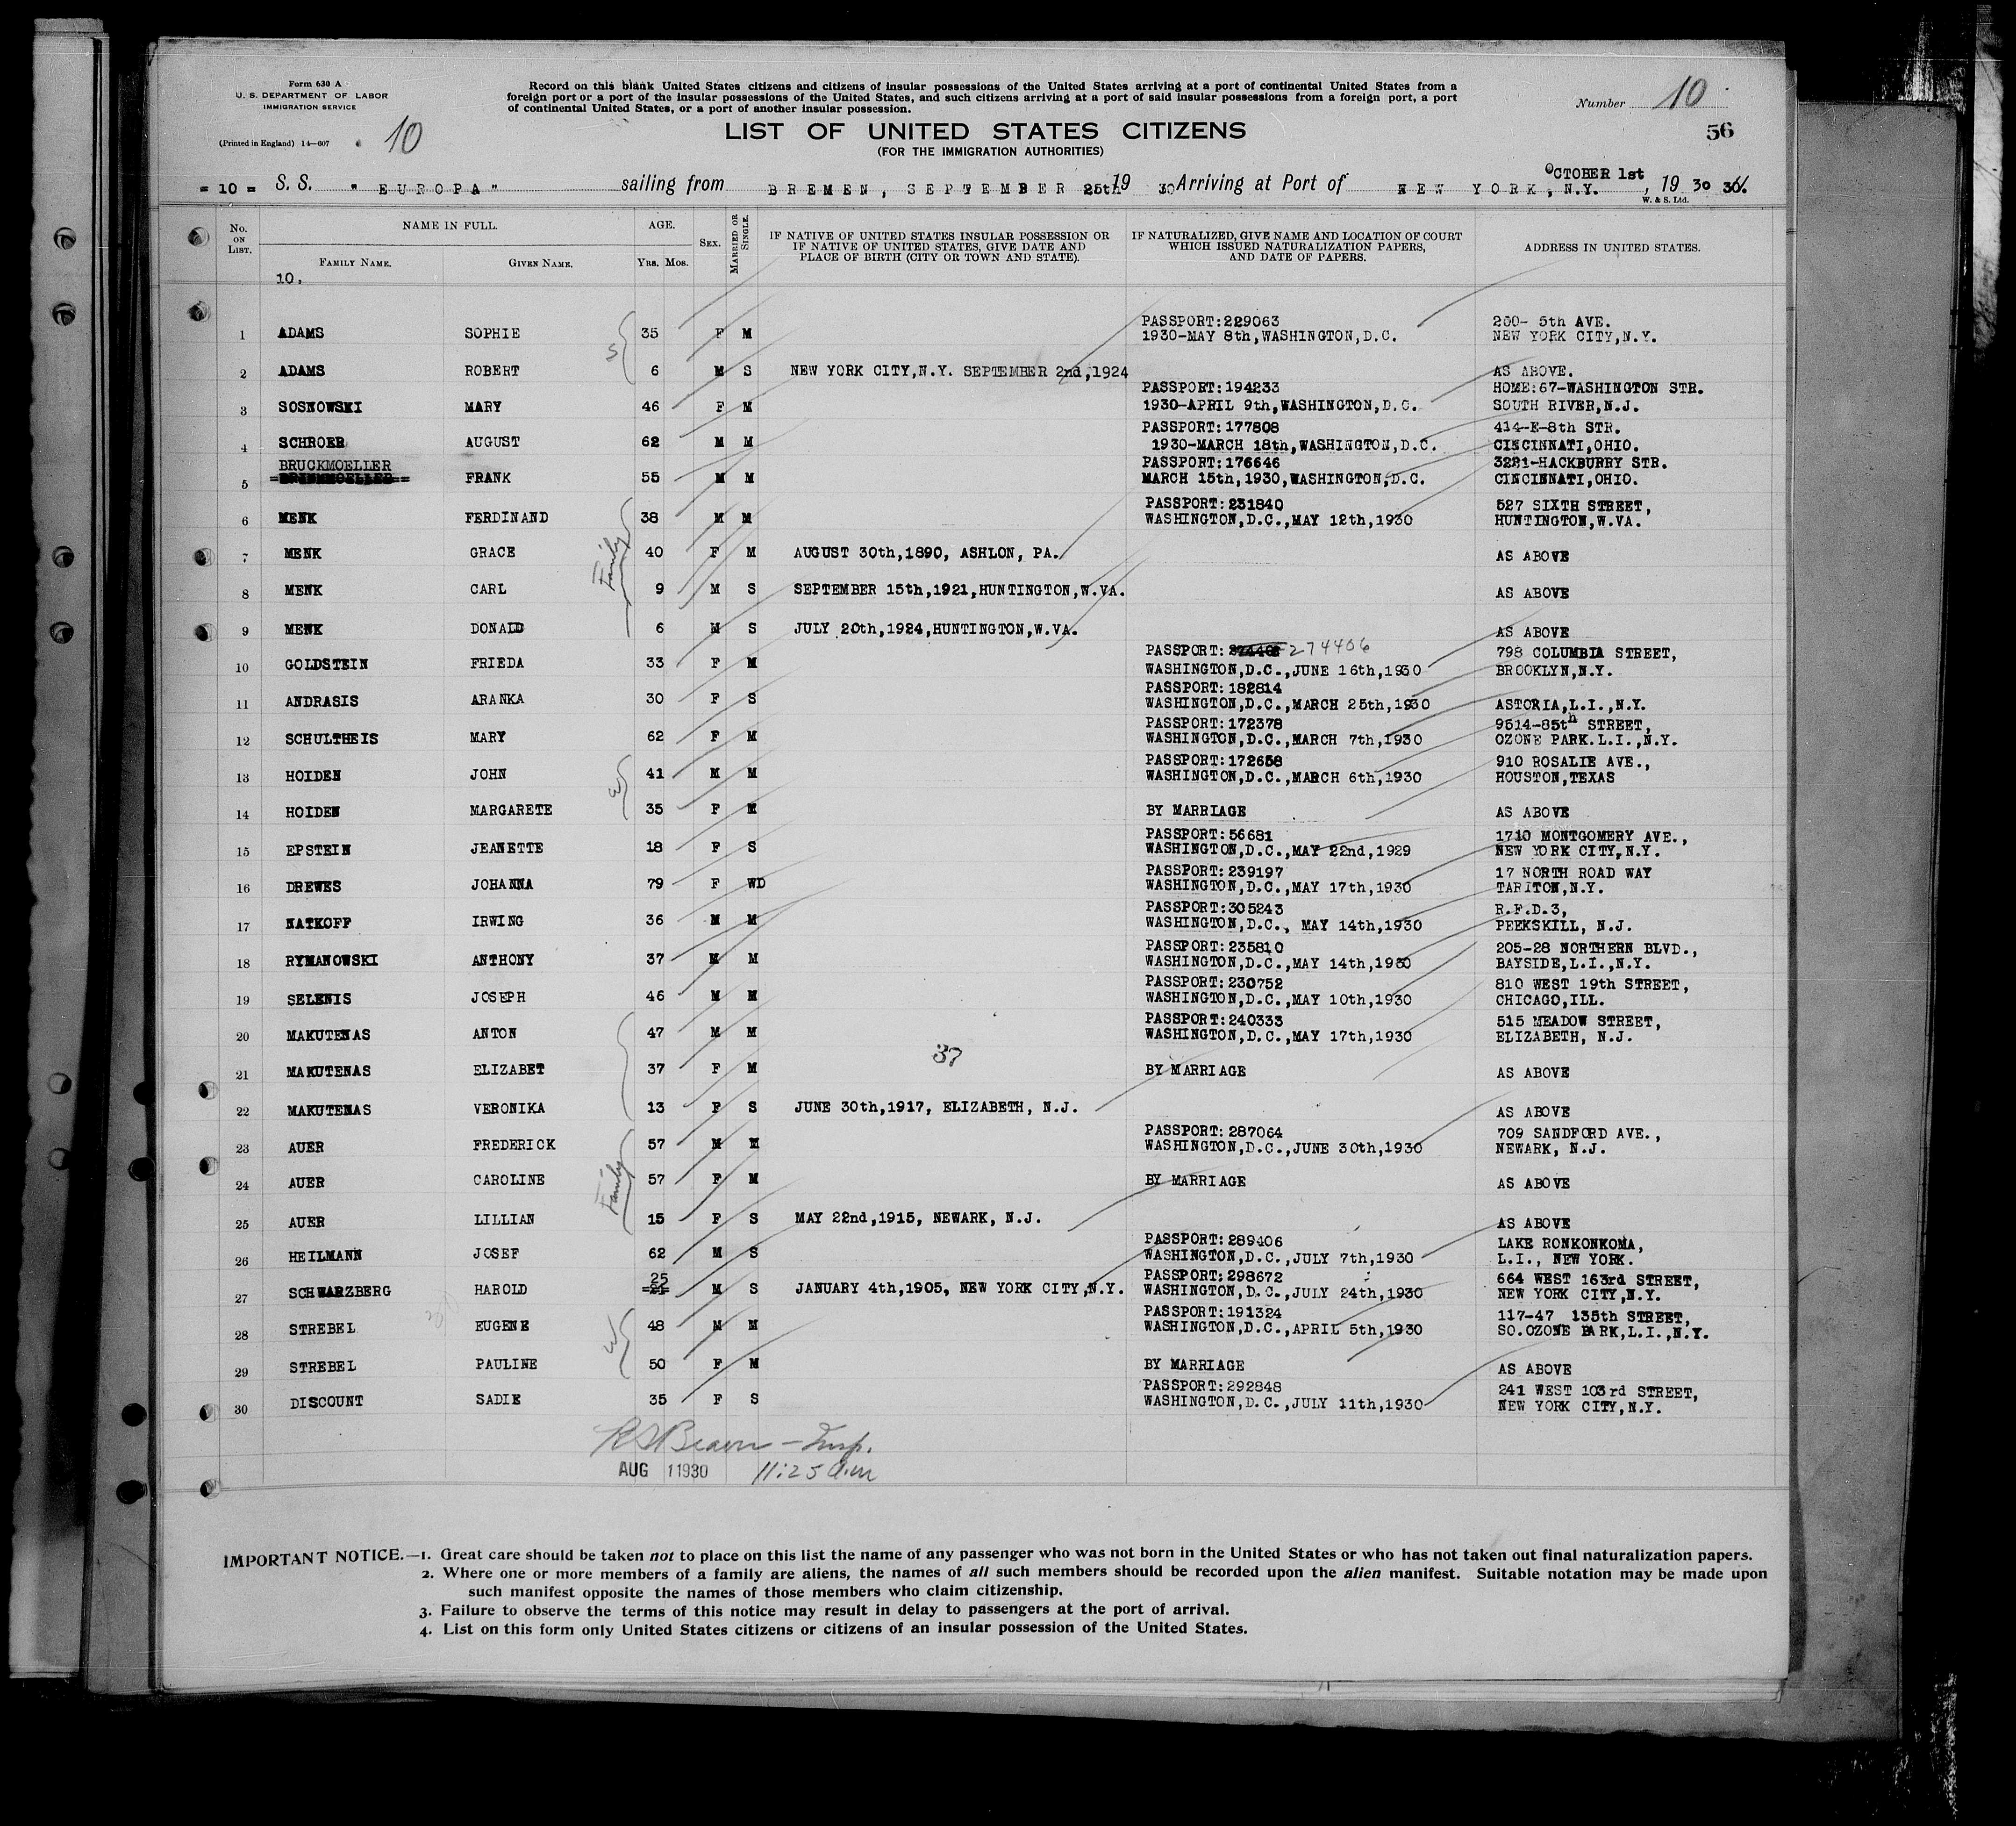 Form 630 A
U. S. DEPARTMENT OF LABOR
IMMIGRATION SERVICE
(Printed in England) 14—607
10
Record on this blank United States citizens and citizens of insular possessions of the United States arriving at a port of continental United States from a
foreign port or a port of the insular possessions of the United States, and such citizens arriving at a port of said insular possessions from a foreign port, a port
of continental United States, or a port of another insular possession.
Number 10
56
LIST OF UNITED STATES CITIZENS
(FOR THE IMMIGRATION AUTHORITIES)
= 10 = S.S. "EUROPA" sailing from BREMEN, SEPTEMBER 25th 19 30 Arriving at Port of NEW YORK, N.Y. OCTOBER 1st, 19 30
W. & S. Ltd.
No. ON LIST. NAME IN FULL. FAMILY NAME. GIVEN NAME. AGE. YRS. MOS. SEX. MARRIED OR SINGLE. IF NATIVE OF UNITED STATES INSULAR POSSESSION OR IF NATIVE OF UNITED STATES, GIVE DATE AND PLACE OF BIRTH (CITY OR TOWN AND STATE). IF NATURALIZED, GIVE NAME AND LOCATION OF COURT WHICH ISSUED NATURALIZATION PAPERS, AND DATE OF PAPERS. ADDRESS IN UNITED STATES.
10.
PASSPORT:229063 200- 5th AVE.
1 ADAMS SOPHIE 35 F M 1930-MAY 8th,WASHINGTON,D.C. NEW YORK CITY,N.Y.
2 ADAMS ROBERT 6 M S NEW YORK CITY,N.Y. SEPTEMBER 2nd,1924 AS ABOVE.
PASSPORT:194233 HOME:67-WASHINGTON STR.
3 SOSNOWSKI MARY 46 F M 1930-APRIL 9th,WASHINGTON,D.C. SOUTH RIVER,N.J.
PASSPORT:177808 414-E-8th STR.
4 SCHROER AUGUST 62 M M 1930-MARCH 18th,WASHINGTON,D.C. CINCINNATI,OHIO.
BRUCKMOELLER PASSPORT:176646 3221-HACKBURRY STR.
5 FRANK 55 M M MARCH 15th,1930,WASHINGTON,D.C. CINCINNATI,OHIO.
PASSPORT:231840 527 SIXTH STREET,
6 MENK FERDINAND 38 M M WASHINGTON,D.C.,MAY 12th,1930 HUNTINGTON,W.VA.
Family
7 MENK GRACE 40 F M AUGUST 30th,1890, ASHLON, PA. AS ABOVE
8 MENK CARL 9 M S SEPTEMBER 15th,1921,HUNTINGTON,W.VA. AS ABOVE
9 MENK DONALD 6 M S JULY 20th,1924,HUNTINGTON,W.VA. AS ABOVE
PASSPORT: 274406 798 COLUMBIA STREET,
10 GOLDSTEIN FRIEDA 33 F M WASHINGTON,D.C.,JUNE 16th,1930 BROOKLYN,N.Y.
PASSPORT:182814
11 ANDRASIS ARANKA 30 F S WASHINGTON,D.C.,MARCH 25th,1930 ASTORIA,L.I.,N.Y.
PASSPORT:172378 9514-85th STREET,
12 SCHULTHEIS MARY 62 F M WASHINGTON,D.C.,MARCH 7th,1930 OZONE PARK.L.I.,N.Y.
PASSPORT:172658 910 ROSALIE AVE.,
13 HOIDEN JOHN 41 M M WASHINGTON,D.C.,MARCH 6th,1930 HOUSTON,TEXAS
14 HOIDEN MARGARETE 35 F M BY MARRIAGE AS ABOVE
PASSPORT:56681 1710 MONTGOMERY AVE.,
15 EPSTEIN JEANETTE 18 F S WASHINGTON,D.C.,MAY 22nd,1929 NEW YORK CITY,N.Y.
PASSPORT:239197 17 NORTH ROAD WAY
16 DREWES JOHANNA 79 F WD WASHINGTON,D.C.,MAY 17th,1930 TARITON,N.Y.
PASSPORT:305243 R.F.D.3,
17 NATKOFF IRWING 36 M M WASHINGTON,D.C., MAY 14th,1930 PEEKSKILL, N.J.
PASSPORT:235810 205-28 NORTHERN BLVD.,
18 RYMANOWSKI ANTHONY 37 M M WASHINGTON,D.C.,MAY 14th,1930 BAYSIDE,L.I.,N.Y.
PASSPORT:230752 810 WEST 19th STREET,
19 SELENIS JOSEPH 46 M M WASHINGTON,D.C.,MAY 10th,1930 CHICAGO,ILL.
PASSPORT:240333 515 MEADOW STREET,
20 MAKUTENAS ANTON 47 M M WASHINGTON,D.C.,MAY 17th,1930 ELIZABETH, N.J.
37
21 MAKUTENAS ELIZABET 37 F M BY MARRIAGE AS ABOVE
22 MAKUTENAS VERONIKA 13 F S JUNE 30th,1917, ELIZABETH, N.J. AS ABOVE
PASSPORT:287064 709 SANDFORD AVE.,
23 AUER FREDERICK 57 M M WASHINGTON,D.C.,JUNE 30th,1930 NEWARK, N.J.
Family
24 AUER CAROLINE 57 F M BY MARRIAGE AS ABOVE
25 AUER LILLIAN 15 F S MAY 22nd,1915, NEWARK, N.J. AS ABOVE
PASSPORT:289406 LAKE RONKONKOMA,
26 HEILMANN JOSEF 62 M S WASHINGTON,D.C.,JULY 7th,1930 L.I., NEW YORK.
25 PASSPORT:298672 664 WEST 163rd STREET,
27 SCHWARZBERG HAROLD M S JANUARY 4th,1905, NEW YORK CITY,N.Y. WASHINGTON,D.C.,JULY 24th,1930 NEW YORK CITY,N.Y.
PASSPORT:191324 117-47 135th STREET,
28 STREBEL EUGENE 48 M M WASHINGTON,D.C.,APRIL 5th,1930 SO.OZONE PARK,L.I.,N.Y.
29 STREBEL PAULINE 50 F M BY MARRIAGE AS ABOVE
PASSPORT:292848 241 WEST 103rd STREET,
30 DISCOUNT SADIE 35 F S WASHINGTON,D.C.,JULY 11th,1930 NEW YORK CITY,N.Y.
Insp.
AUG 1 1930 11:25 a.m
IMPORTANT NOTICE.—1. Great care should be taken not to place on this list the name of any passenger who was not born in the United States or who has not taken out final naturalization papers.
2. Where one or more members of a family are aliens, the names of all such members should be recorded upon the alien manifest. Suitable notation may be made upon
such manifest opposite the names of those members who claim citizenship.
3. Failure to observe the terms of this notice may result in delay to passengers at the port of arrival.
4. List on this form only United States citizens or citizens of an insular possession of the United States.